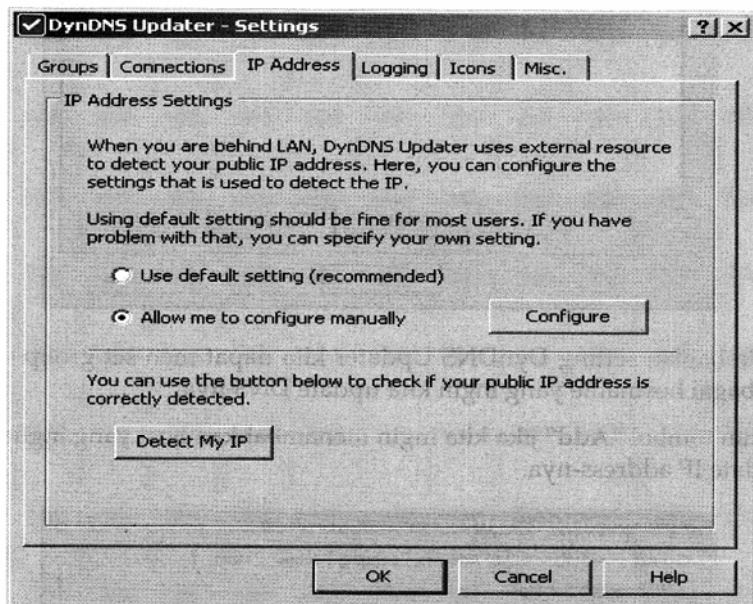 DynDNS Updater - Settings
Groups
Connections
IP Address
Logging
Icons
Misc.
IP Address Settings
When you are behind LAN, DynDNS Updater uses external resource
to detect your public IP address. Here, you can configure the
settings that is used to detect the IP.
Using default setting should be fine for most users. If you have
problem with that, you can specify your own setting.
Use default setting (recommended)
Allow me to configure manually
Configure
You can use the button below to check if your public IP address is
correctly detected.
Detect My IP
OK
Cancel
Help